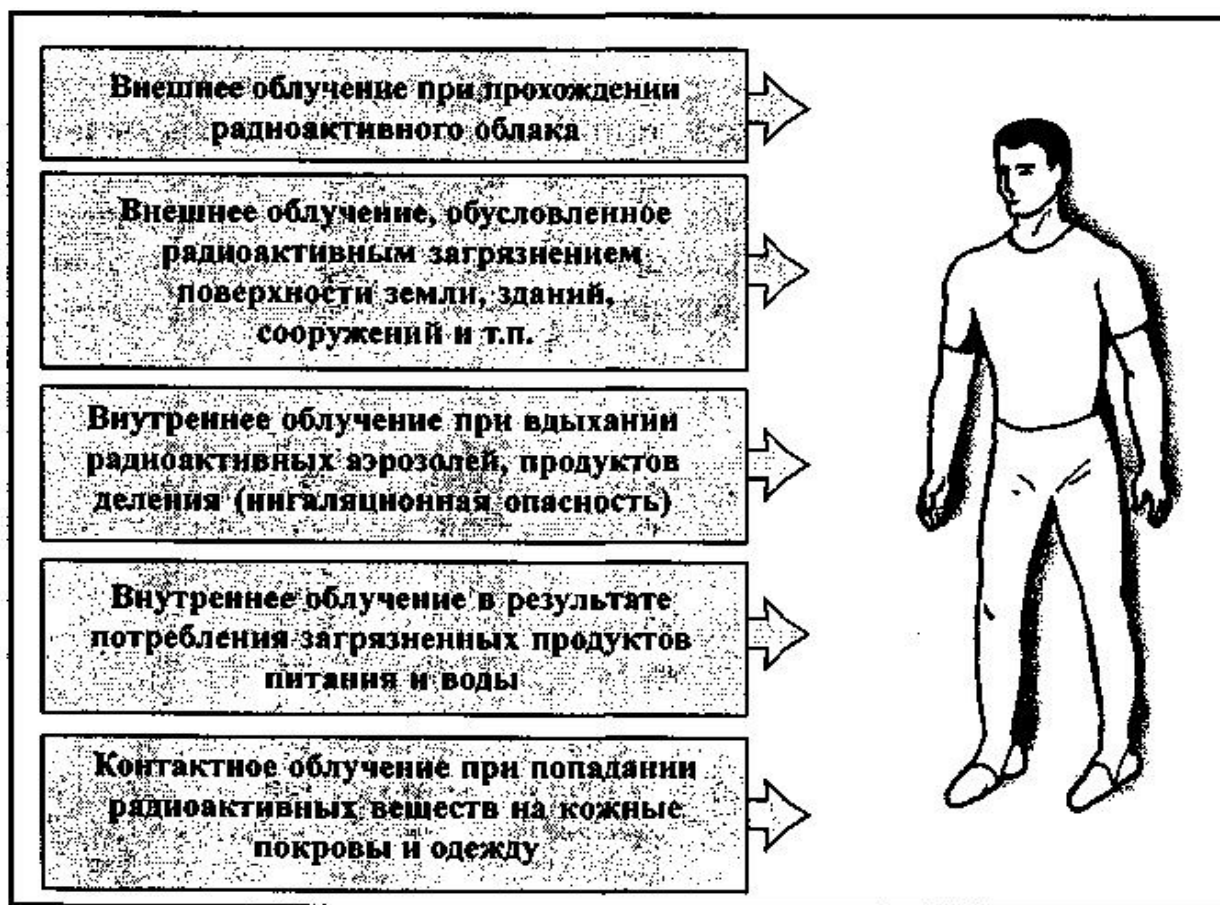 Внешнее облучение при прохождении
радиоактивного облака
Внешнее облучение, обусловленное
радиоактивным загрязнением
поверхности земли, зданий,
сооружений и т.п.
Внутреннее облучение при вдыхании
радиоактивных аэрозолей, продуктов
деления (ингаляционная опасность)
Внутреннее облучение в результате
потребления загрязненных продуктов
питания и воды
Контактное облучение при попадании
радиоактивных веществ на кожные
покровы и одежду